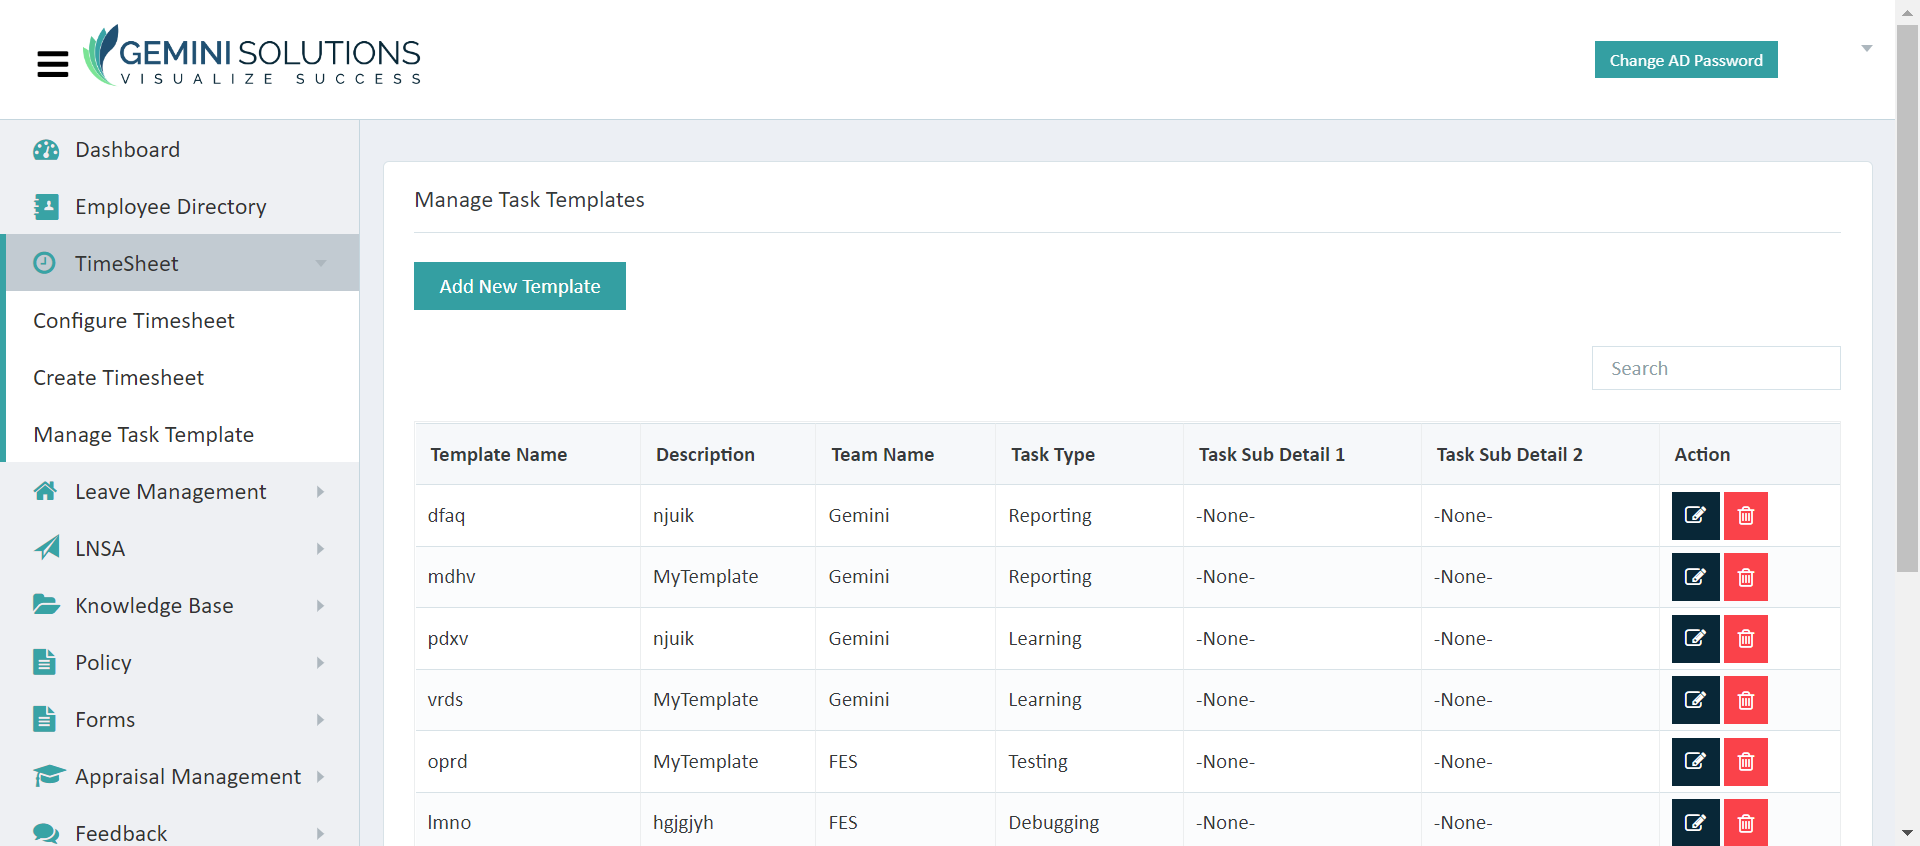 GEMINI SOLUTIONS
VISUALIZE SUCCESS
Change AD Password
Dashboard
Employee Directory
TimeSheet
Configure Timesheet
Create Timesheet
Manage Task Template
Leave Management
LNSA
Knowledge Base
Policy
Forms
Appraisal Management
Feedback
Manage Task Templates
Add New Template
Search
Template Name Description Team Name Task Type Task Sub Detail 1 Task Sub Detail 2 Action
dfaq njuik Gemini Reporting -None- -None-
mdhv MyTemplate Gemini Reporting -None- -None-
pdxv njuik Gemini Learning -None- -None-
vrds MyTemplate Gemini Learning -None- -None-
oprd MyTemplate FES Testing -None- -None-
lmno hgjgjyh FES Debugging -None- -None-